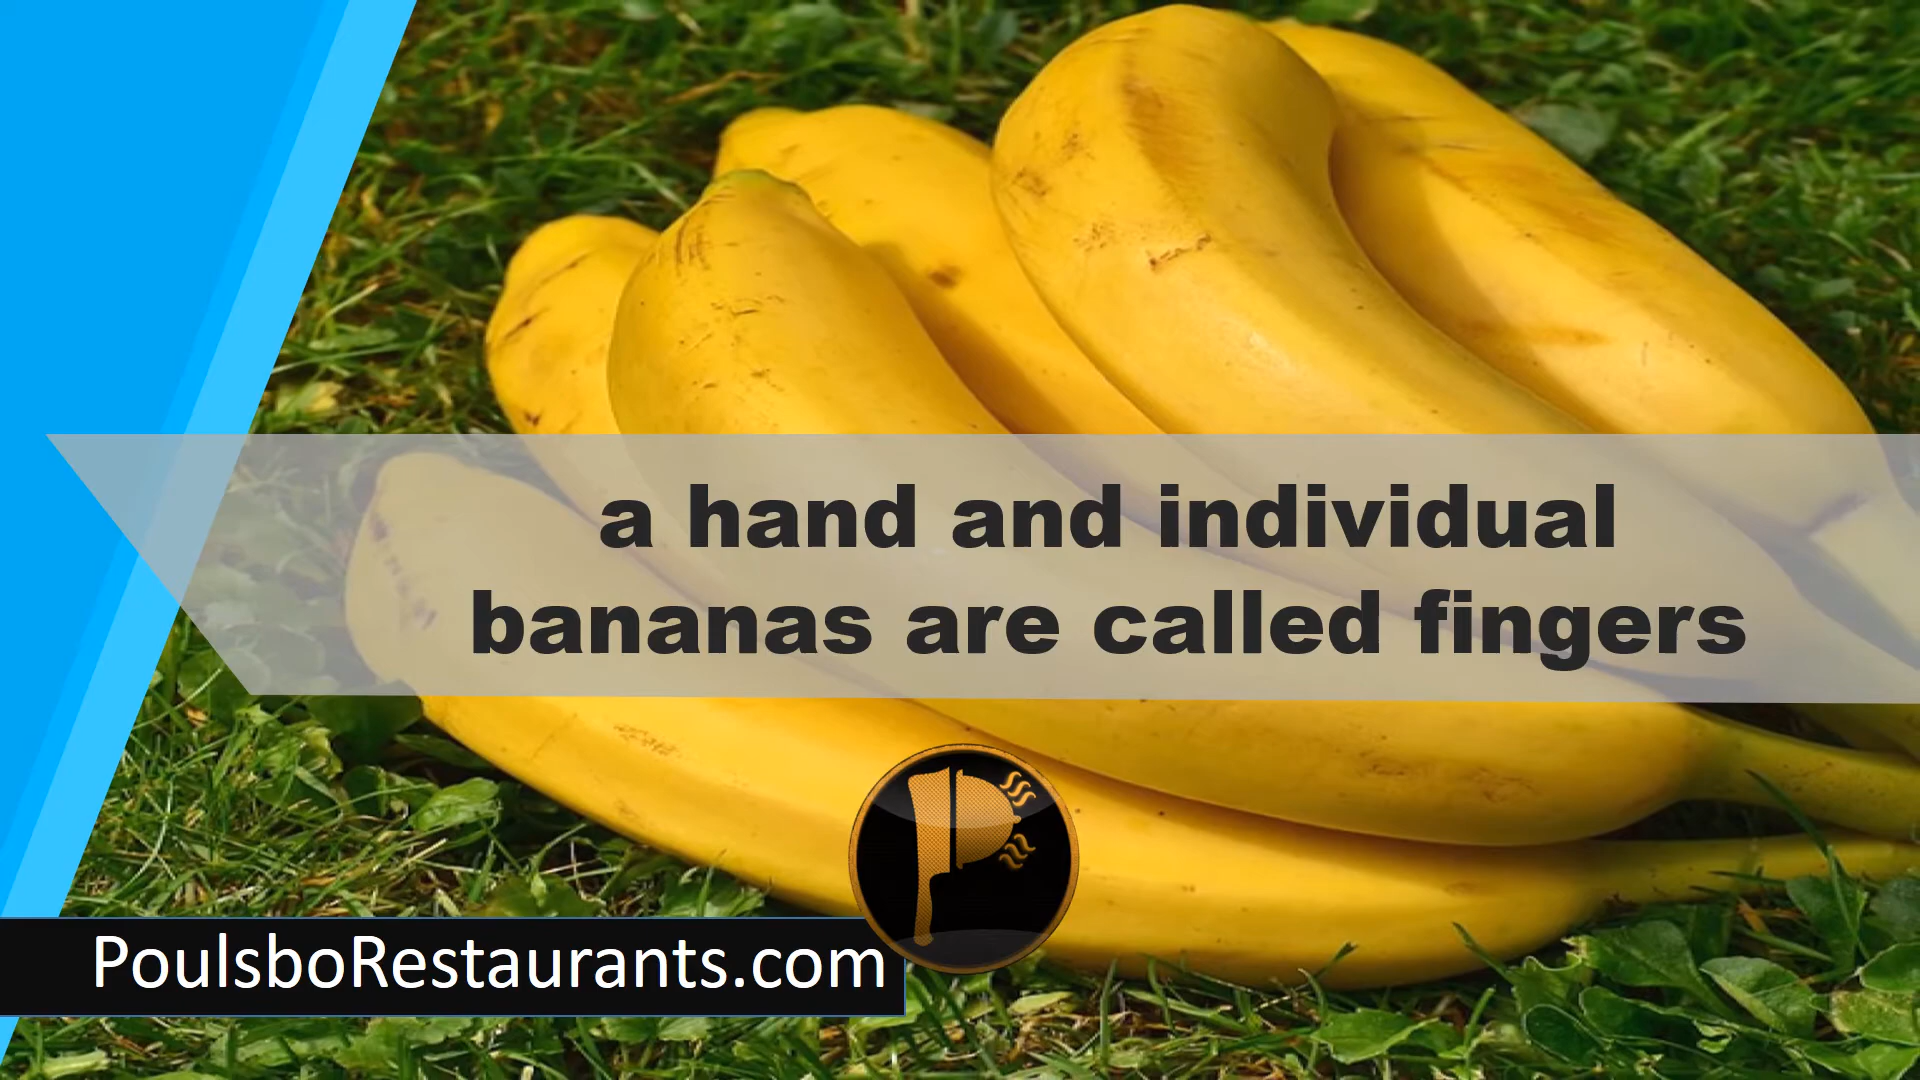 a hand and individual
bananas are called fingers
PoulsboRestaurants.com